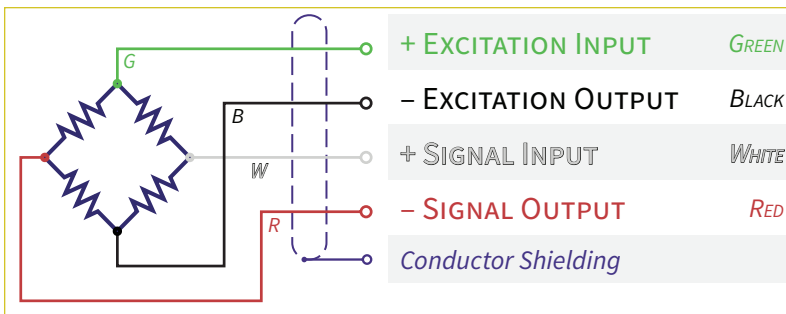 G
+ Excitation Input Green
B
– Excitation Output Black
W
+ Signal Input White
R
– Signal Output Red
Conductor Shielding